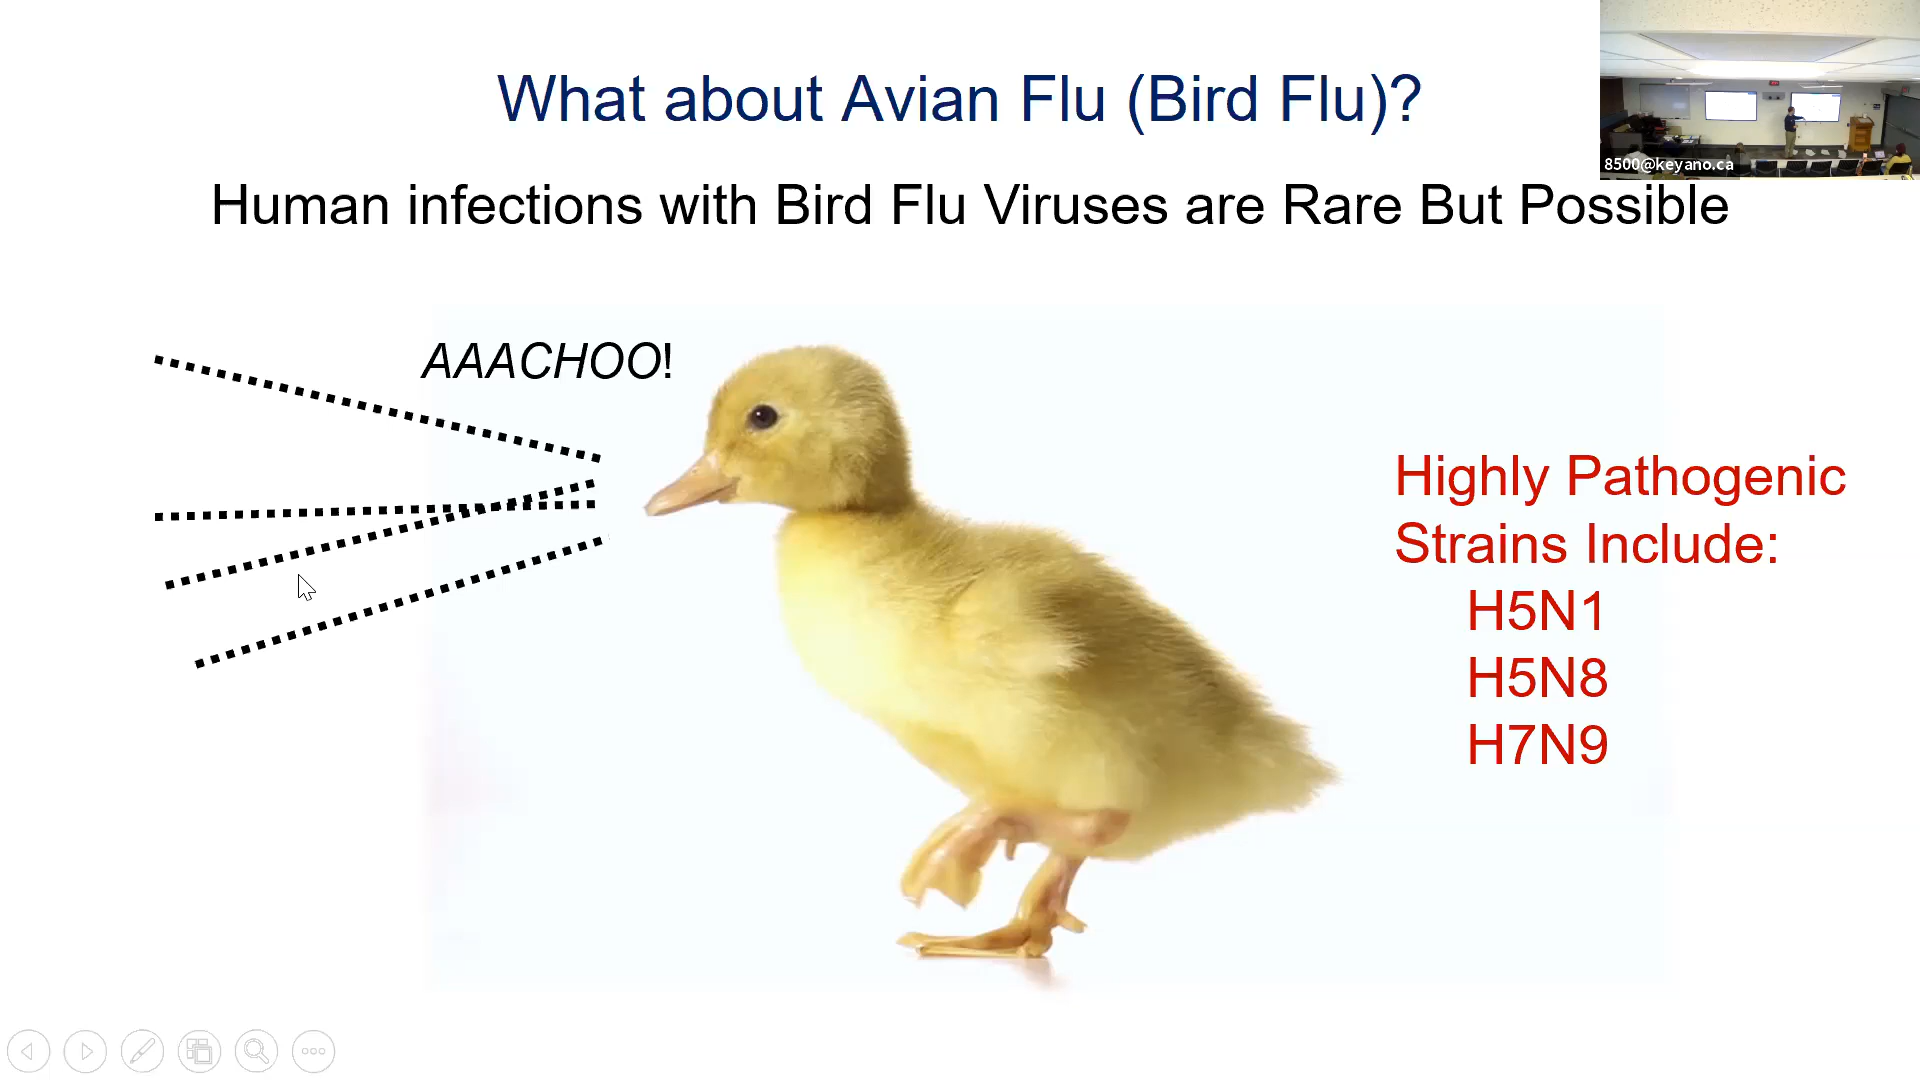 What about Avian Flu (Bird Flu)?
8500@keyano.ca
Human infections with Bird Flu Viruses are Rare But Possible
AAACHOO!
Highly Pathogenic
Strains Include:
H5N1
H5N8
H7N9